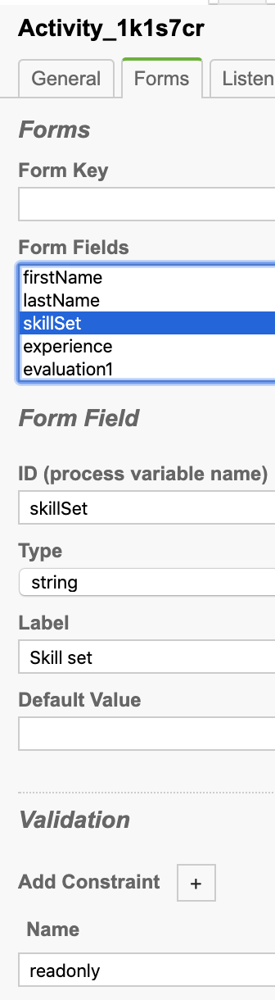 Activity_1k1s7cr
General
Forms
Listen
Forms
Form Key
Form Fields
firstName
lastName
skillSet
experience
evaluation1
Form Field
ID (process variable name)
skillSet
Type
string
Label
Skill set
Default Value
Validation
Add Constraint +
Name
readonly